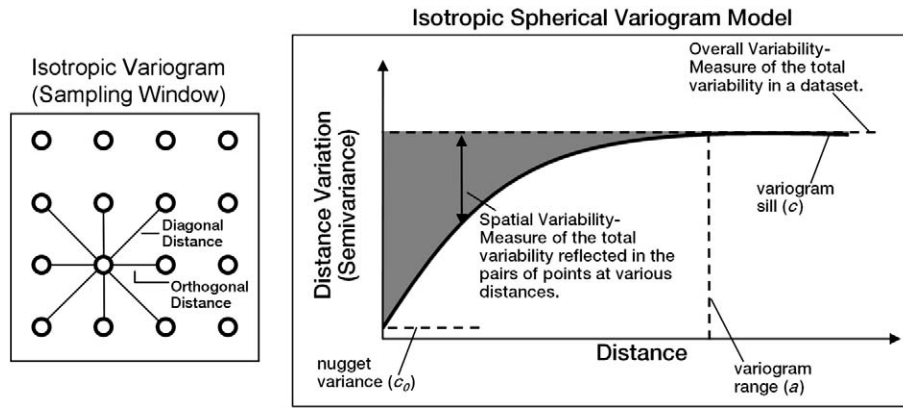 Isotropic Variogram
(Sampling Window)
Diagonal
Distance
Orthogonal
Distance
Isotropic Spherical Variogram Model
Overall Variability-
Measure of the total
variability in a dataset.
Distance Variation
(Semivariance)
variogram
sill (c)
Spatial Variability-
Measure of the total
variability reflected in the
pairs of points at various
distances.
nugget
variance (c₀)
Distance
variogram
range (a)